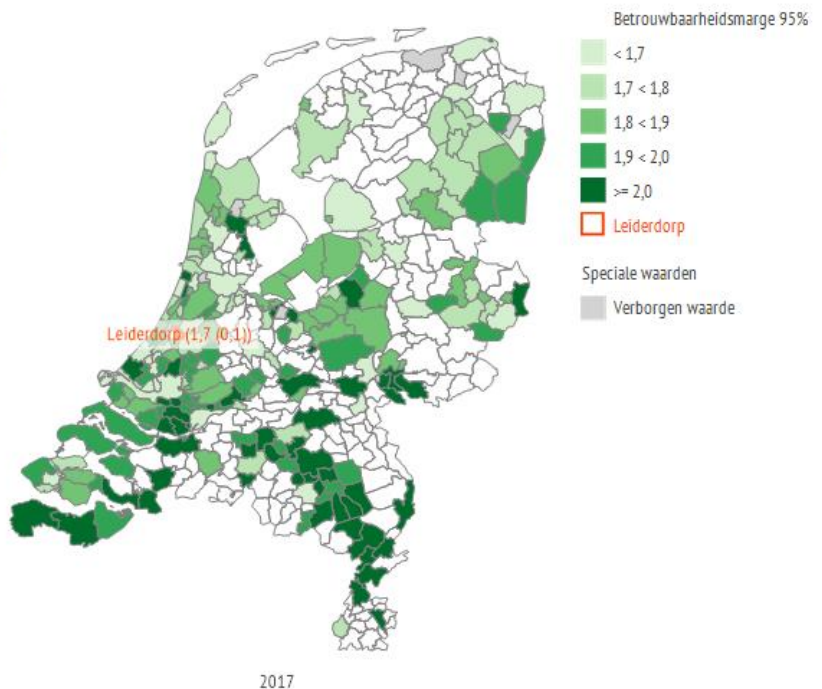 Betrouwbaarheidsmarge 95%
< 1,7
1,7 < 1,8
1,8 < 1,9
1,9 < 2,0
>= 2,0
Leiderdorp
Speciale waarden
Verborgen waarde
Leiderdorp (1,7 (0,1))
2017